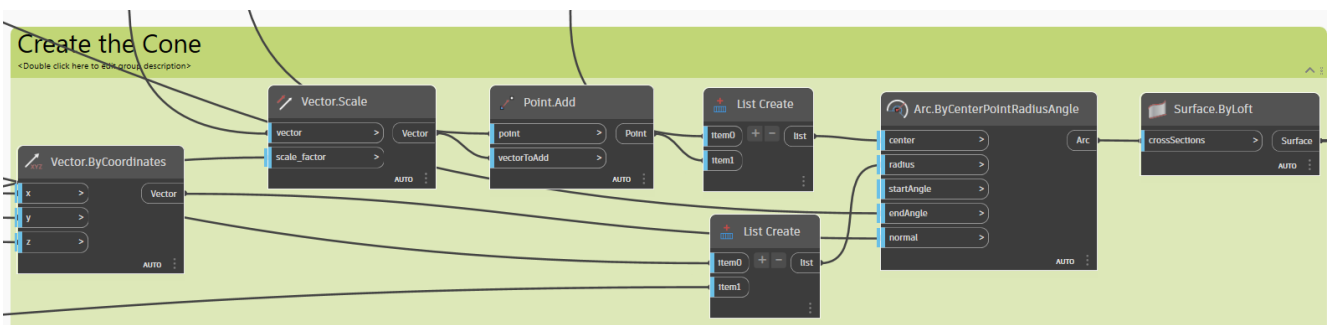 Create the Cone
<Double click here to edit group description>
Vector.ByCoordinates
x >
Vector
y >
z >
AUTO
Vector.Scale
vector >
Vector
scale_factor >
AUTO
Point.Add
point >
Point
vectorToAdd >
AUTO
List Create
item0 + − list
item1
List Create
item0 + − list
item1
Arc.ByCenterPointRadiusAngle
center >
Arc
radius >
startAngle >
endAngle >
normal >
AUTO
Surface.ByLoft
crossSections >
Surface
AUTO